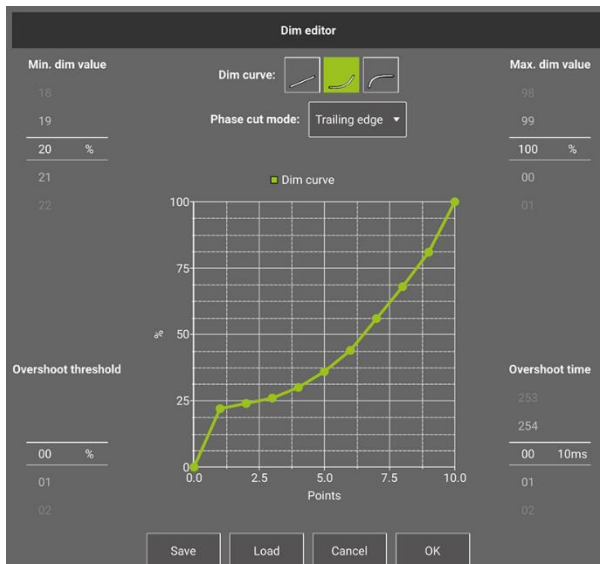 Dim editor
Min. dim value
18
19
20 %
21
22
Dim curve:
Phase cut mode: Trailing edge
Max. dim value
98
99
100 %
00
01
Dim curve
100
75
50
25
0
%
0.0 2.5 5.0 7.5 10.0
Points
Overshoot threshold
00 %
01
02
Overshoot time
253
254
00 10ms
01
02
Save Load Cancel OK